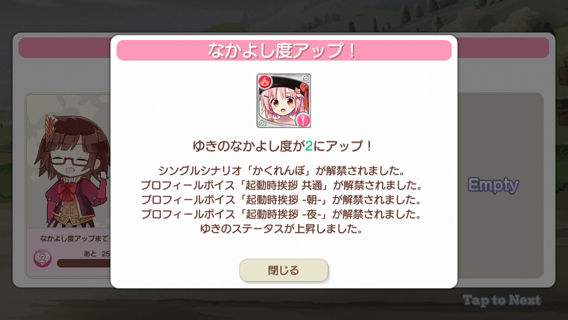 なかよし度アップ！
ゆきのなかよし度が2にアップ！
シングルシナリオ「かくれんぼ」が解禁されました。
プロフィールボイス「起動時挨拶 共通」が解禁されました。
プロフィールボイス「起動時挨拶 -朝-」が解禁されました。
プロフィールボイス「起動時挨拶 -夜-」が解禁されました。
ゆきのステータスが上昇しました。
閉じる
なかよし度アップまで
あと 25
Empty
Tap to Next